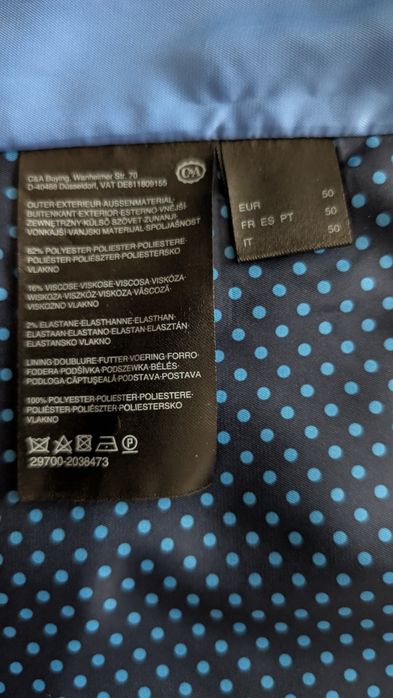 C&A
C&A Buying, Wanheimer Str. 70
D-40468 Düsseldorf, VAT DE811809155
OUTER·EXTERIEUR·AUSSENMATERIAL·
BUITENKANT·EXTERIOR·ESTERNO·VNĚJŠÍ·
ZEWNĘTRZNY·KÜLSŐ SZÖVET·ZUNANJI·
VONKAJŠÍ·VANJSKI MATERIJAL·SPOLJAŠNOST
82% POLYESTER·POLIESTER·POLIESTERE·
POLIÉSTER·POLIÉSZTER·POLIESTERSKO
VLAKNO
16% VISCOSE·VISKOSE·VISCOSA·VISKÓZA·
WISKOZA·VISZKÓZ·VISKOZA·VÂSCOZĂ·
VISKOZNO VLAKNO
2% ELASTANE·ELASTHANNE·ELASTHAN·
ELASTAAN·ELASTANO·ELASTAN·ELASZTÁN·
ELASTANSKO VLAKNO
LINING·DOUBLURE·FUTTER·VOERING·FORRO·
FODERA·PODŠÍVKA·PODSZEWKA·BÉLÉS·
PODLOGA·CĂPTUŞEALĂ·PODSTAVA·POSTAVA
100% POLYESTER·POLIESTER·POLIESTERE·
POLIÉSTER·POLIÉSZTER·POLIESTERSKO
VLAKNO
P
29700-2038473
EUR 50
FR ES PT 50
IT 50